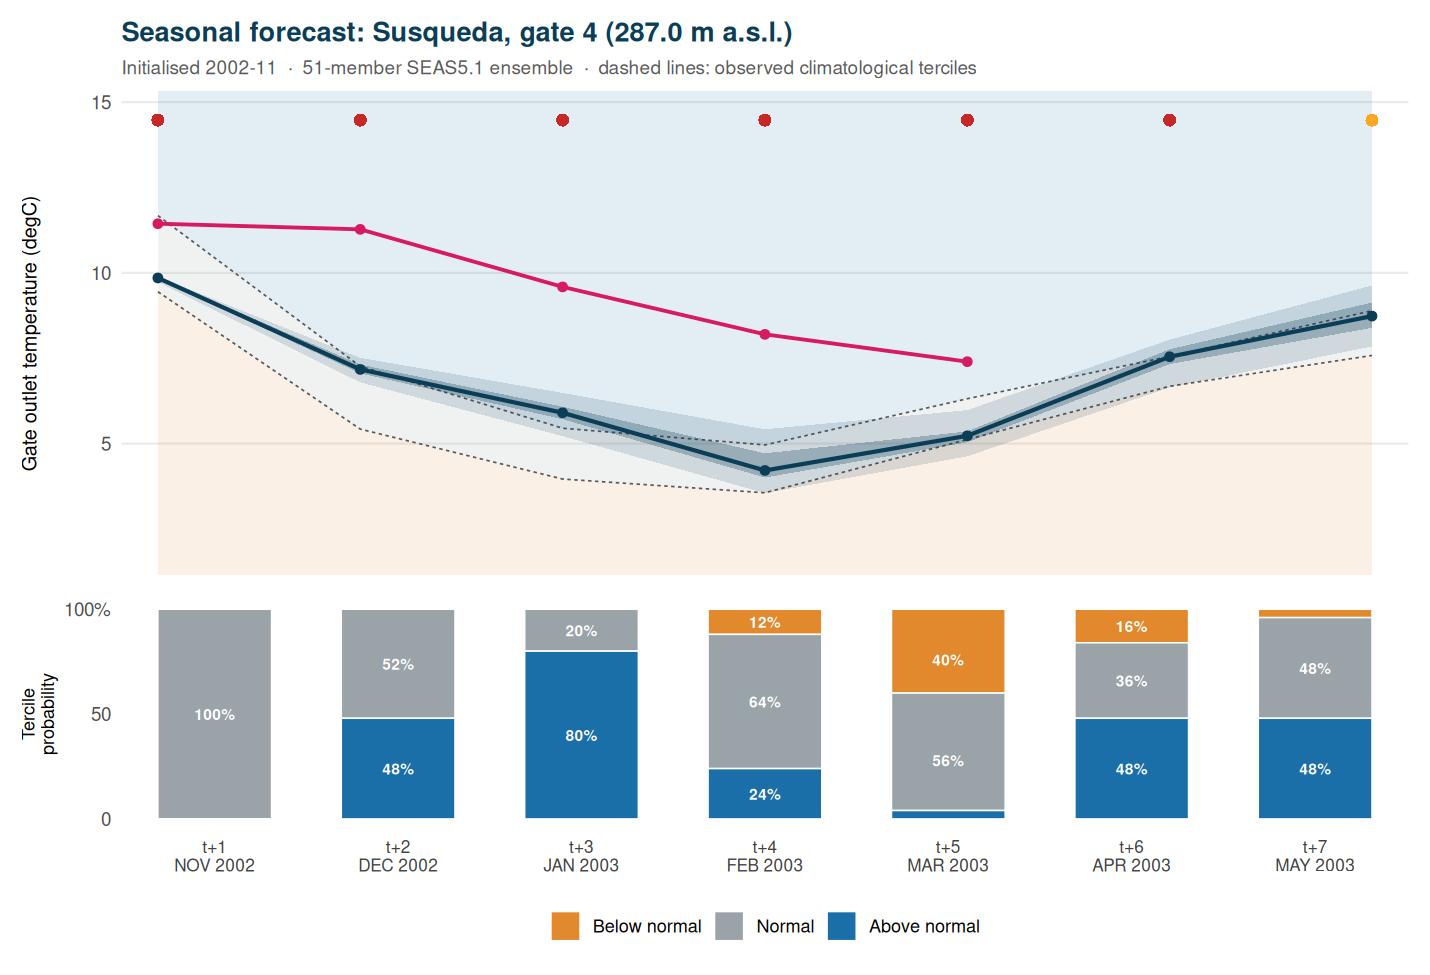 Seasonal forecast: Susqueda, gate 4 (287.0 m a.s.l.)
Initialised 2002-11 · 51-member SEAS5.1 ensemble · dashed lines: observed climatological terciles
Gate outlet temperature (degC)
15
10
5
Tercile
probability
100%
50
0
100%
52%
48%
20%
80%
12%
64%
24%
40%
56%
16%
36%
48%
48%
48%
t+1
NOV 2002
t+2
DEC 2002
t+3
JAN 2003
t+4
FEB 2003
t+5
MAR 2003
t+6
APR 2003
t+7
MAY 2003
Below normal
Normal
Above normal